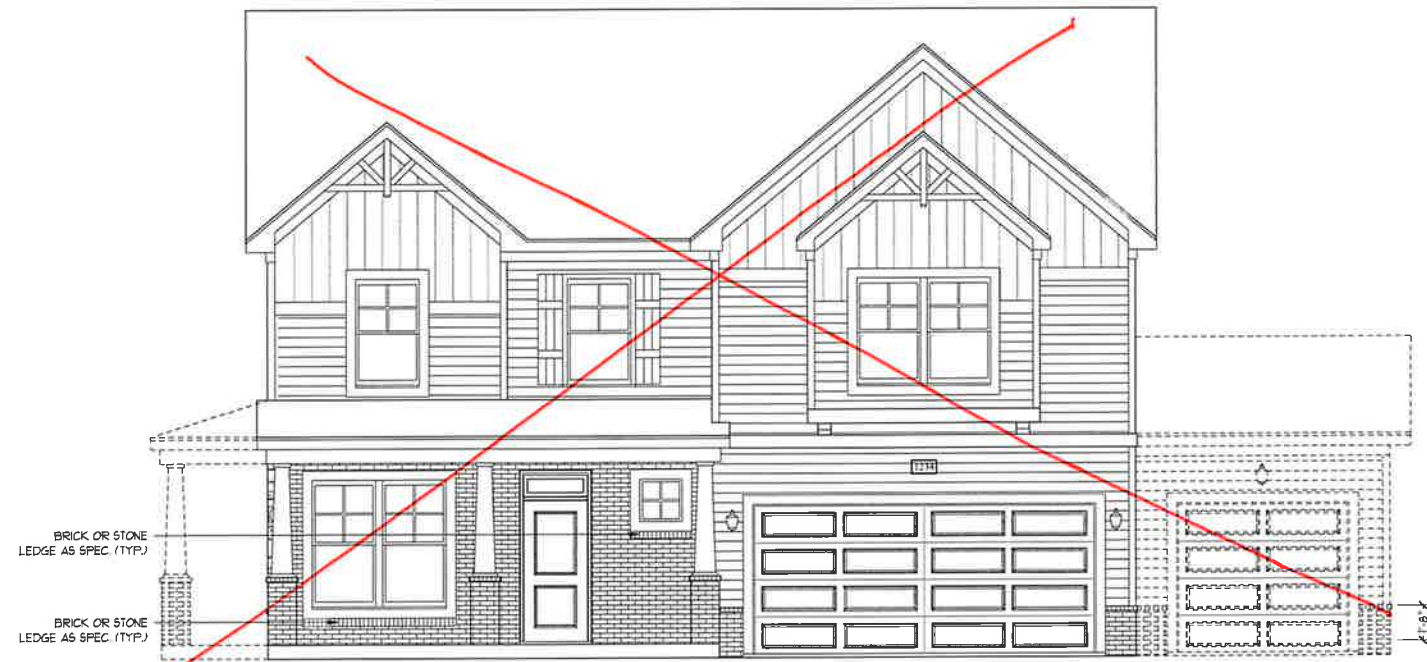 1234
BRICK OR STONE
LEDGE AS SPEC. (TYP.)
BRICK OR STONE
LEDGE AS SPEC. (TYP.)